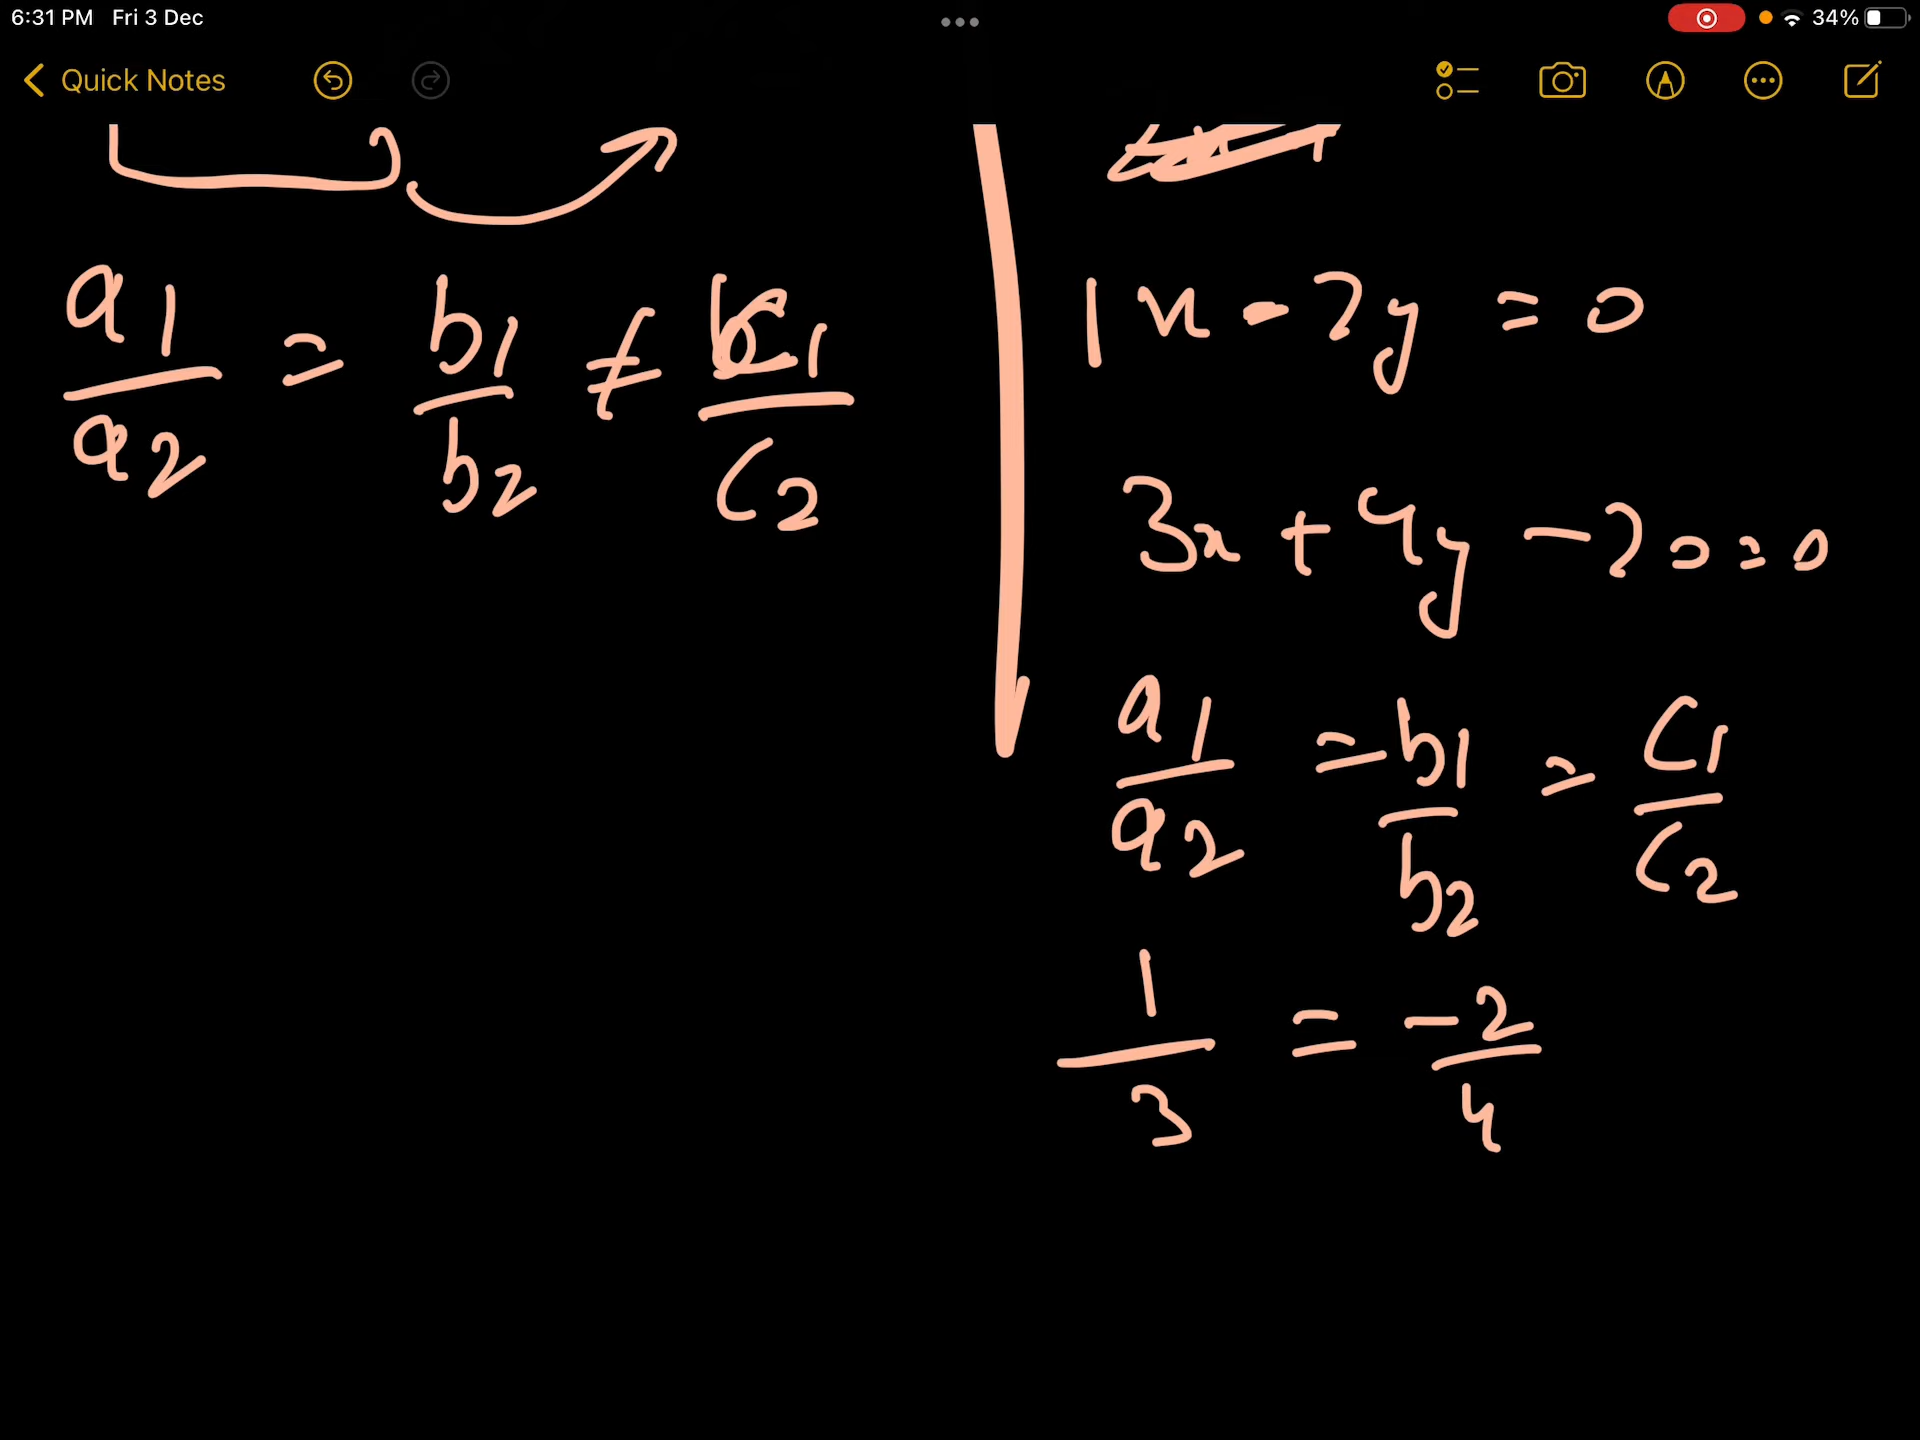 6:31 PM Fri 3 Dec 34%
Quick Notes
a1/a2 = b1/b2 ≠ c1/c2
1x - 2y = 0
3x + 4y - 20 = 0
a1/a2 = b1/b2 = c1/c2
1/3 = -2/4